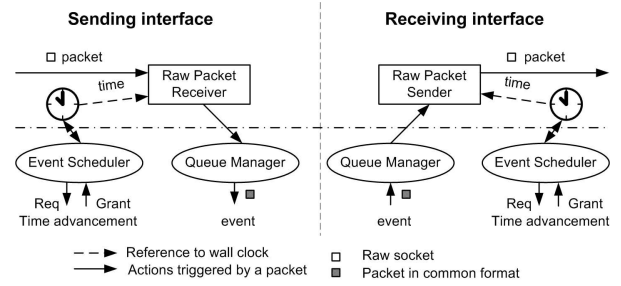 Sending interface
Receiving interface
packet
time
Raw Packet
Receiver
packet
time
Raw Packet
Sender
Event Scheduler
Queue Manager
Queue Manager
Event Scheduler
Req
Grant
Time advancement
event
event
Req
Grant
Time advancement
Reference to wall clock
Actions triggered by a packet
Raw socket
Packet in common format